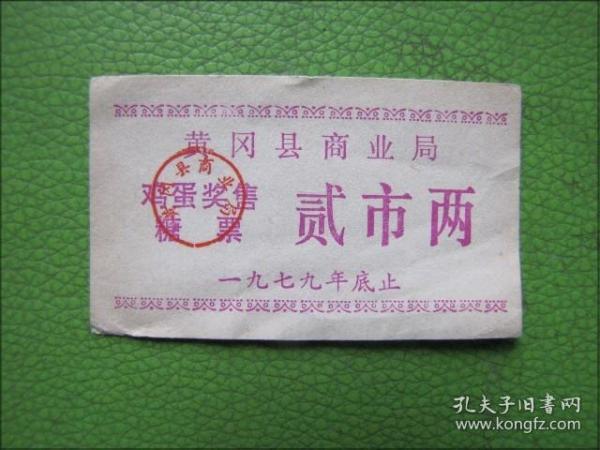 黄冈县商业局
鸡蛋奖售
糖票
贰市两
一九七九年底止
孔夫子旧书网
www.kongfz.com